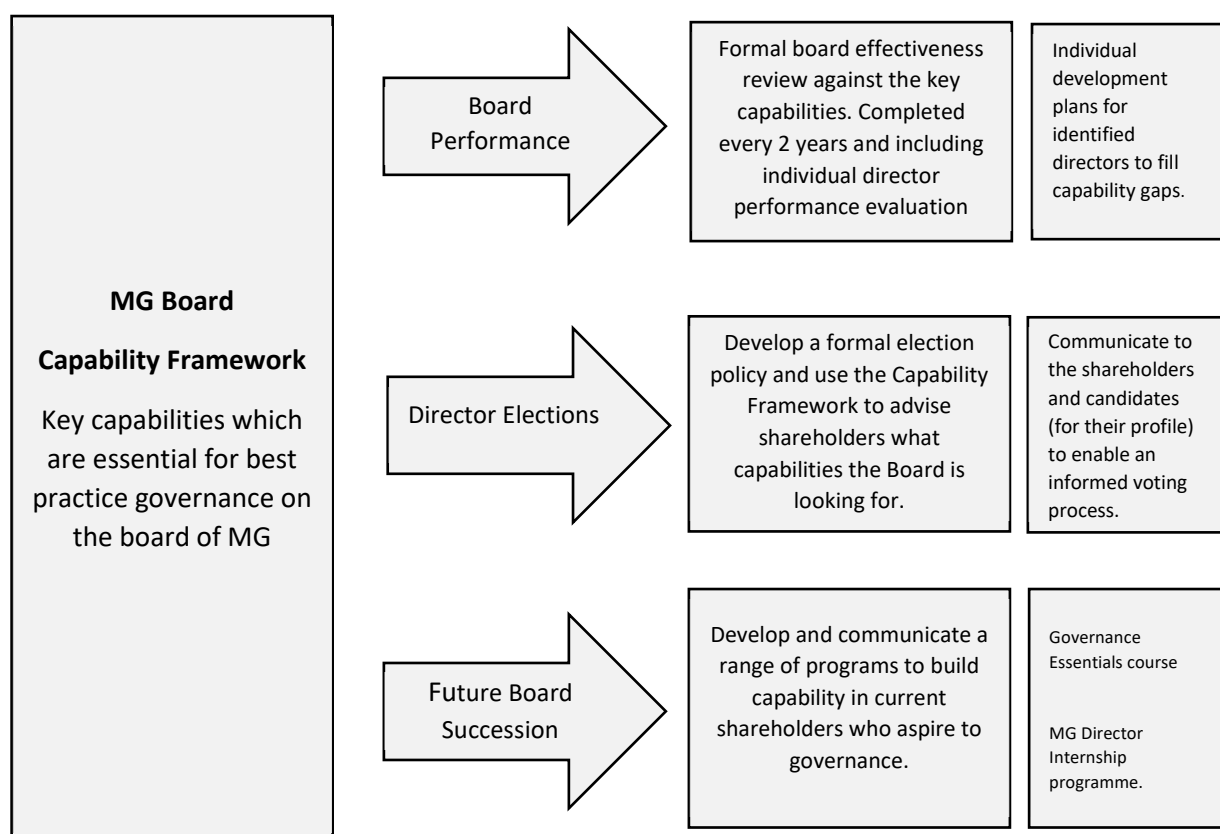 MG Board
Capability Framework
Key capabilities which
are essential for best
practice governance on
the board of MG
Board
Performance
Formal board effectiveness
review against the key
capabilities. Completed
every 2 years and including
individual director
performance evaluation
Individual
development
plans for
identified
directors to fill
capability gaps.
Director Elections
Develop a formal election
policy and use the Capability
Framework to advise
shareholders what
capabilities the Board is
looking for.
Communicate to
the shareholders
and candidates
(for their profile)
to enable an
informed voting
process.
Future Board
Succession
Develop and communicate a
range of programs to build
capability in current
shareholders who aspire to
governance.
Governance
Essentials course
MG Director
Internship
programme.